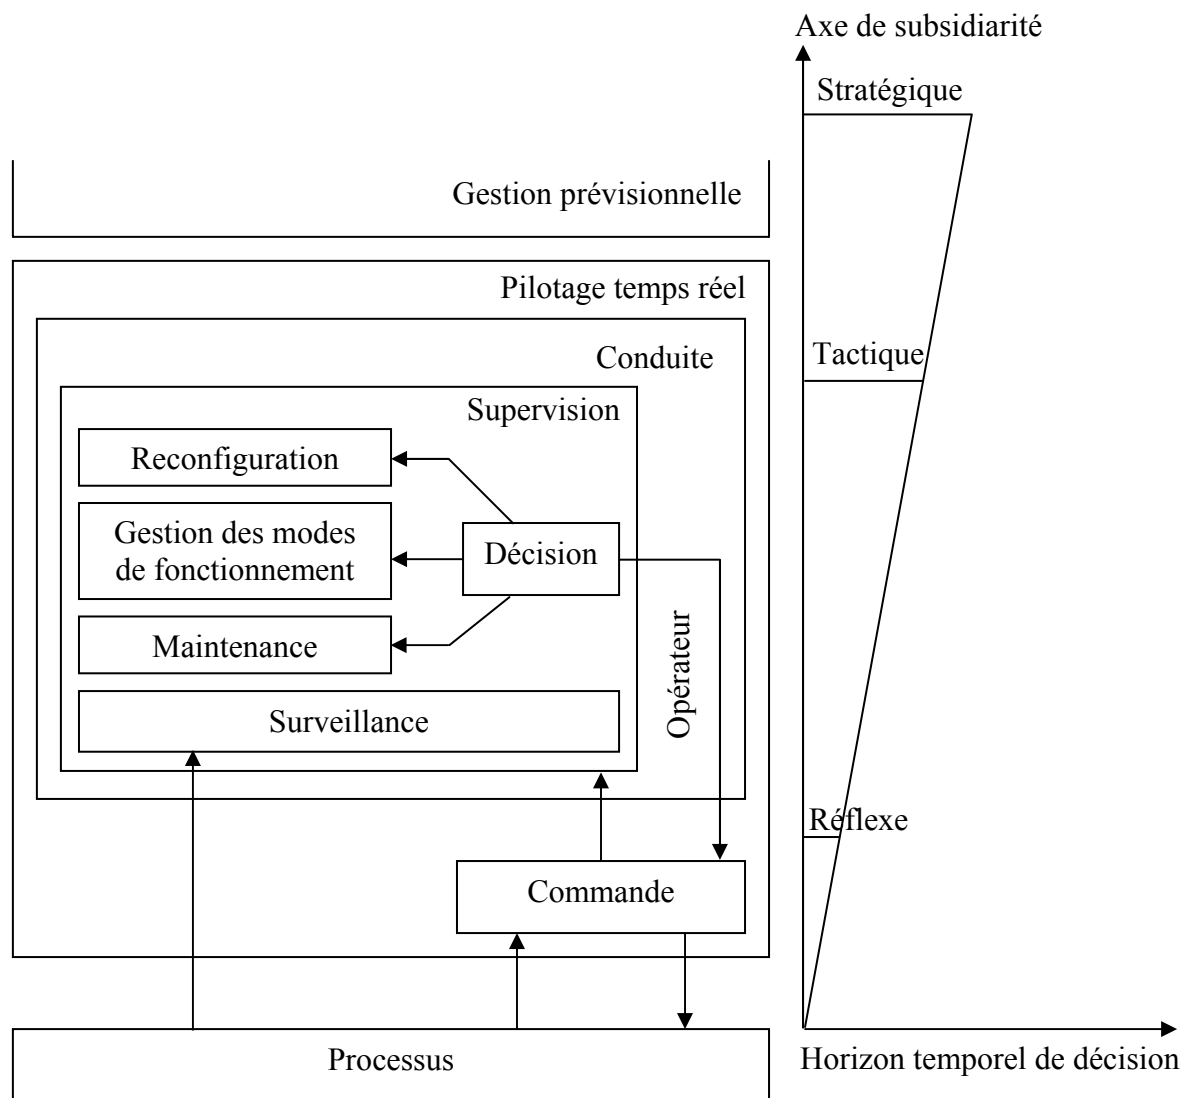 Axe de subsidiarité
Stratégique
Gestion prévisionnelle
Pilotage temps réel
Conduite
Tactique
Supervision
Reconfiguration
Gestion des modes
de fonctionnement
Décision
Maintenance
Opérateur
Surveillance
Réflexe
Commande
Processus
Horizon temporel de décision